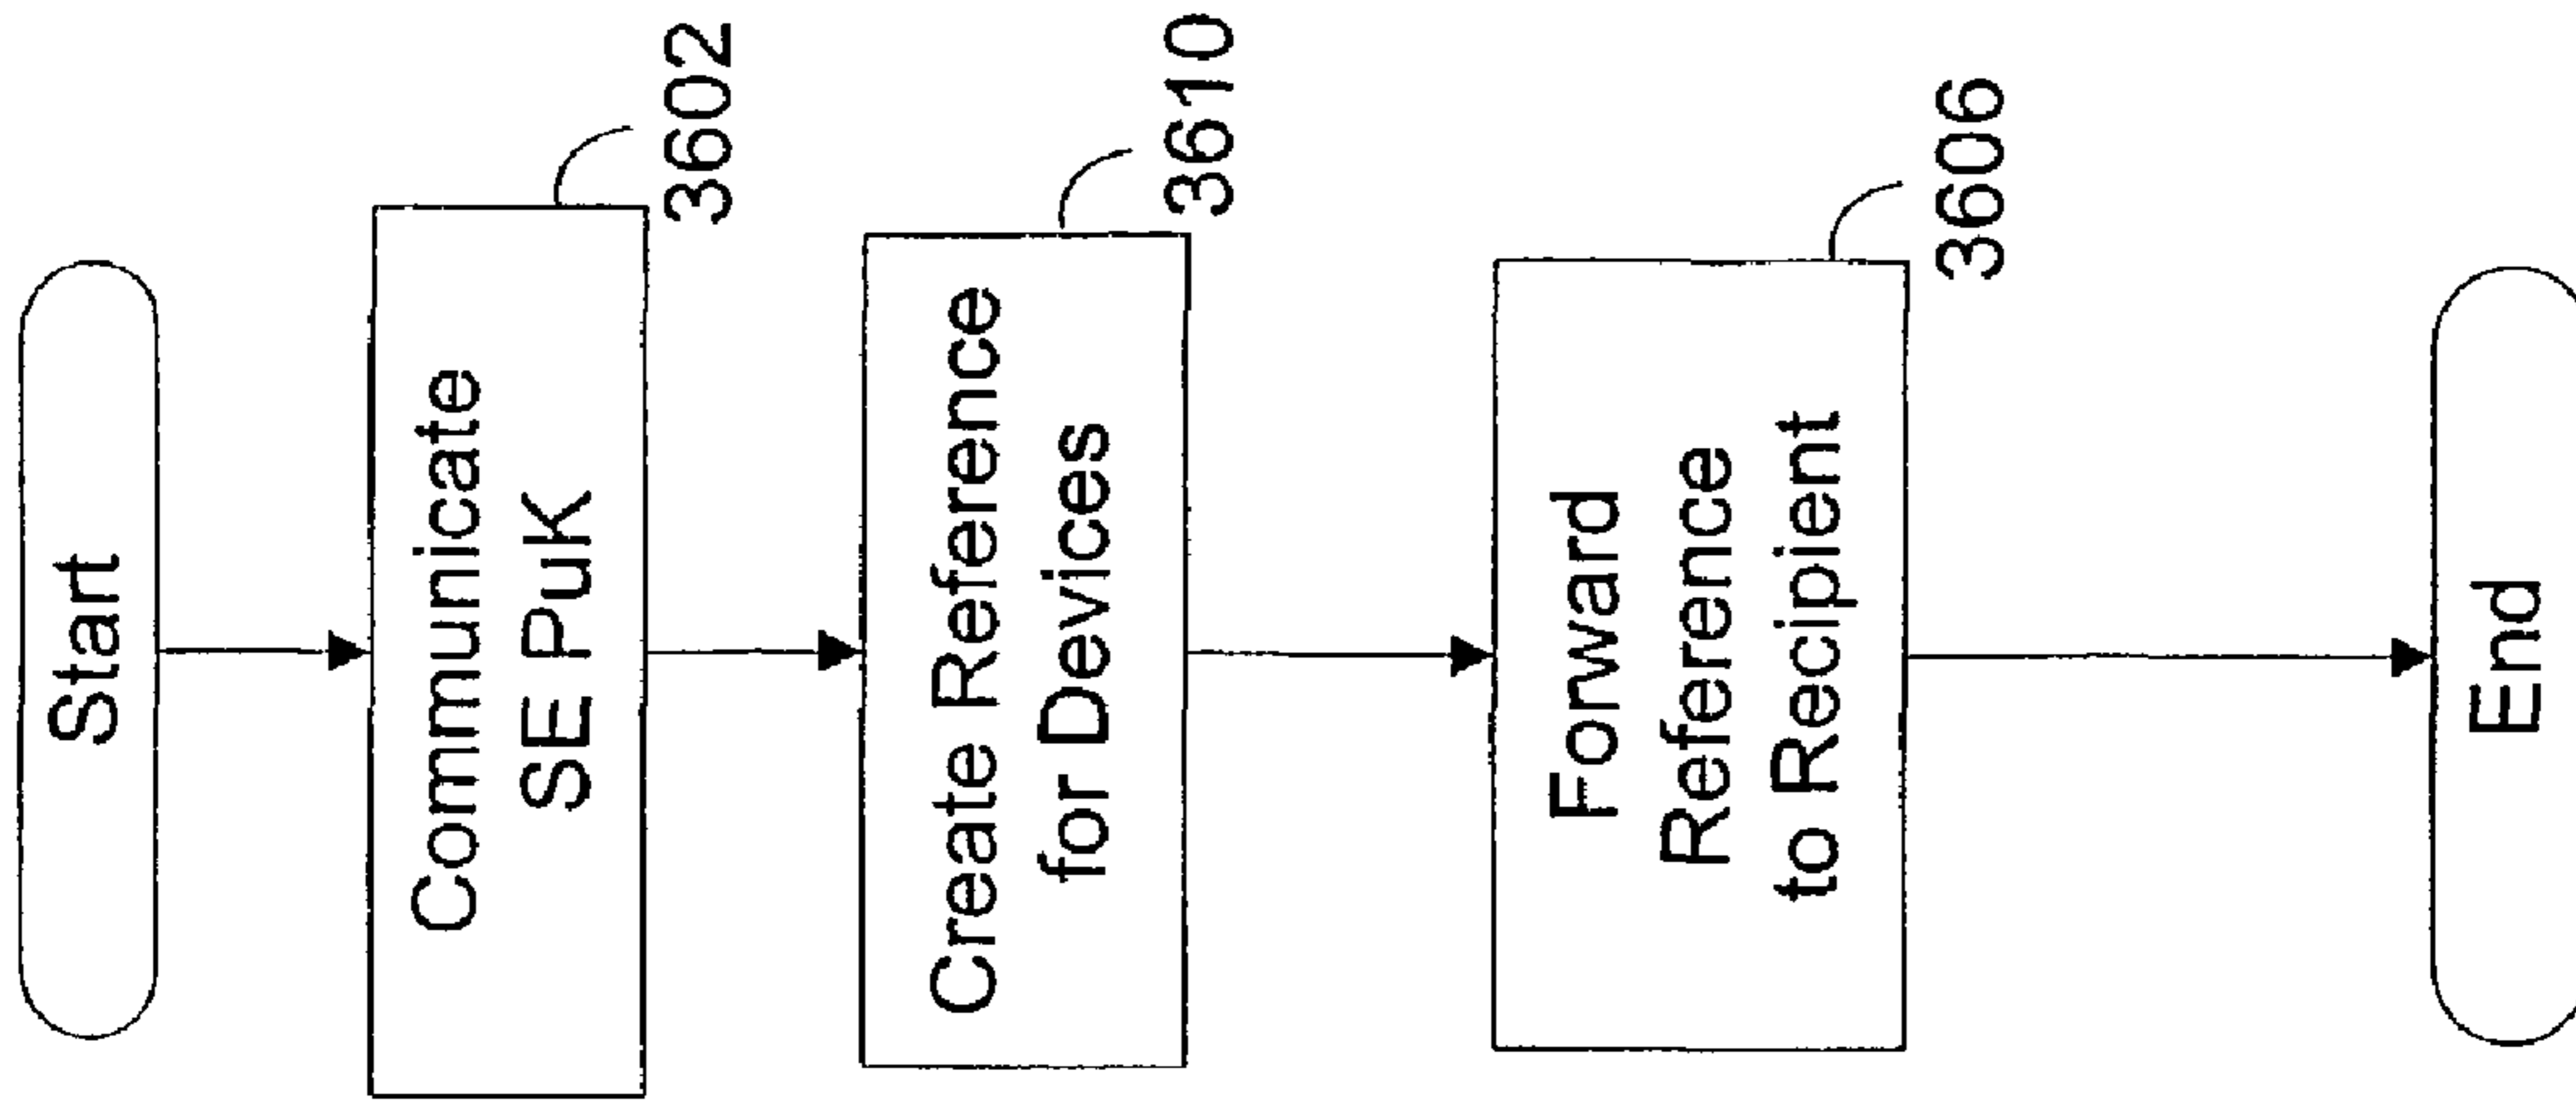 Start
Communicate
SE PuK
3602
Create Reference
for Devices
3610
Forward
Reference
to Recipient
3606
End